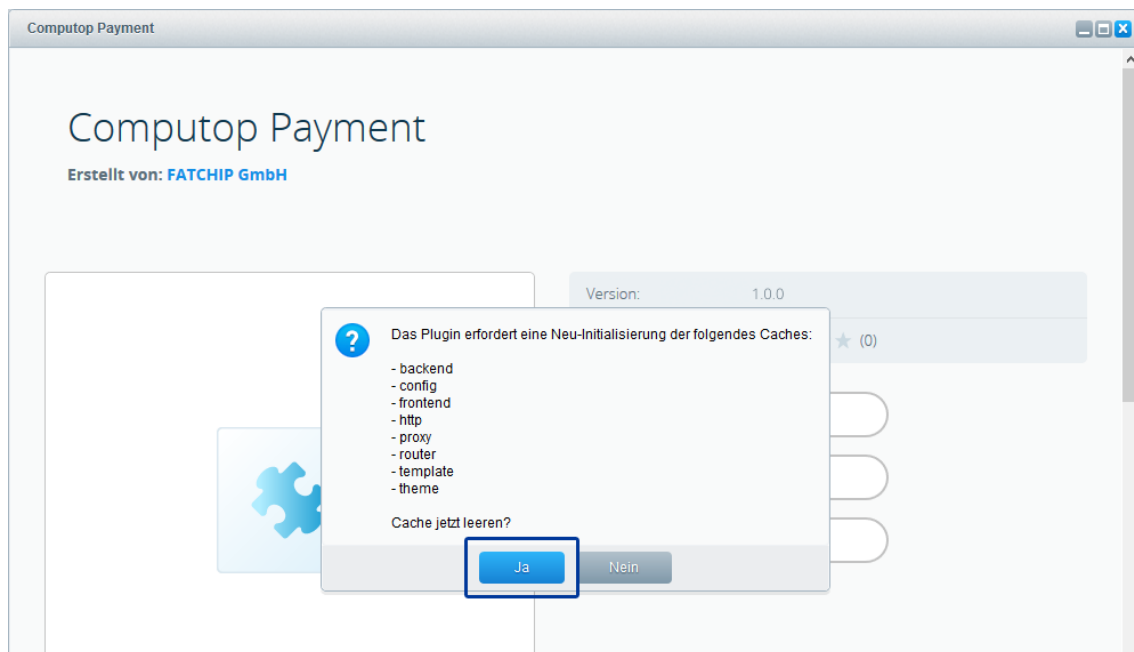 Computop Payment
Computop Payment
Erstellt von: FATCHIP GmbH
Version: 1.0.0
(0)
Das Plugin erfordert eine Neu-Initialisierung der folgendes Caches:
- backend
- config
- frontend
- http
- proxy
- router
- template
- theme
Cache jetzt leeren?
Ja Nein